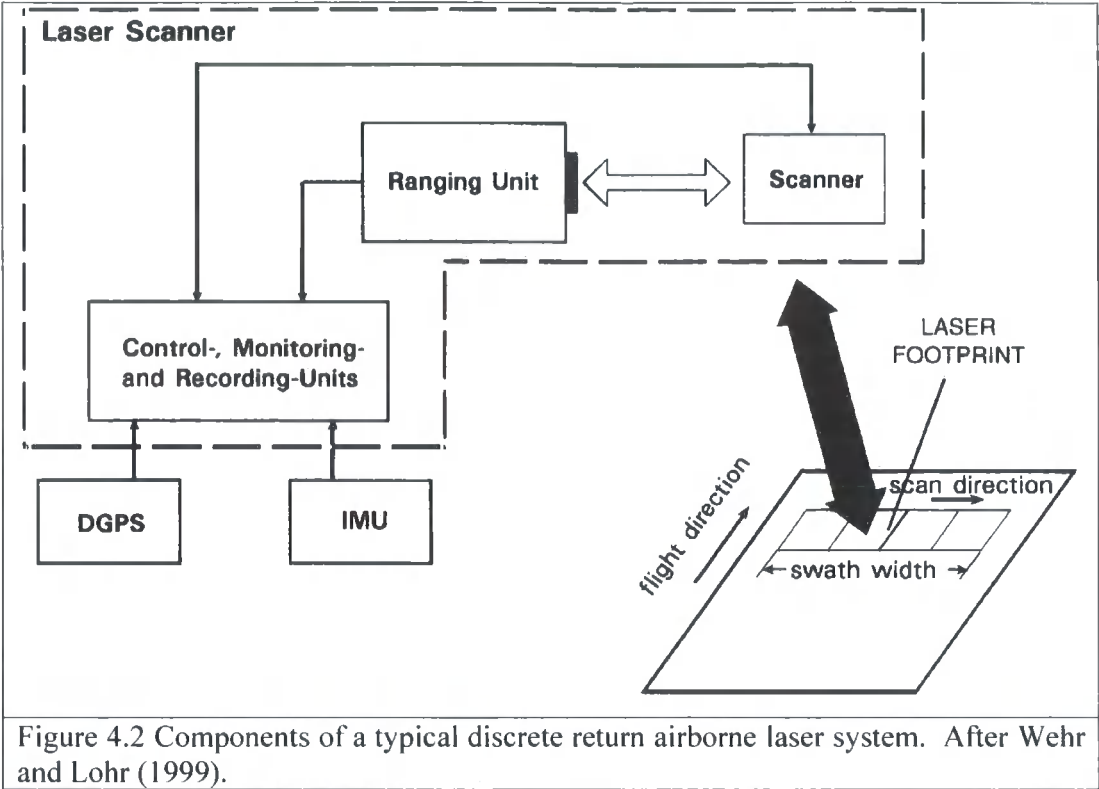 Laser Scanner
Ranging Unit
Scanner
Control-, Monitoring-
and Recording-Units
LASER
FOOTPRINT
DGPS
IMU
flight direction
scan direction
swath width
Figure 4.2 Components of a typical discrete return airborne laser system. After Wehr
and Lohr (1999).